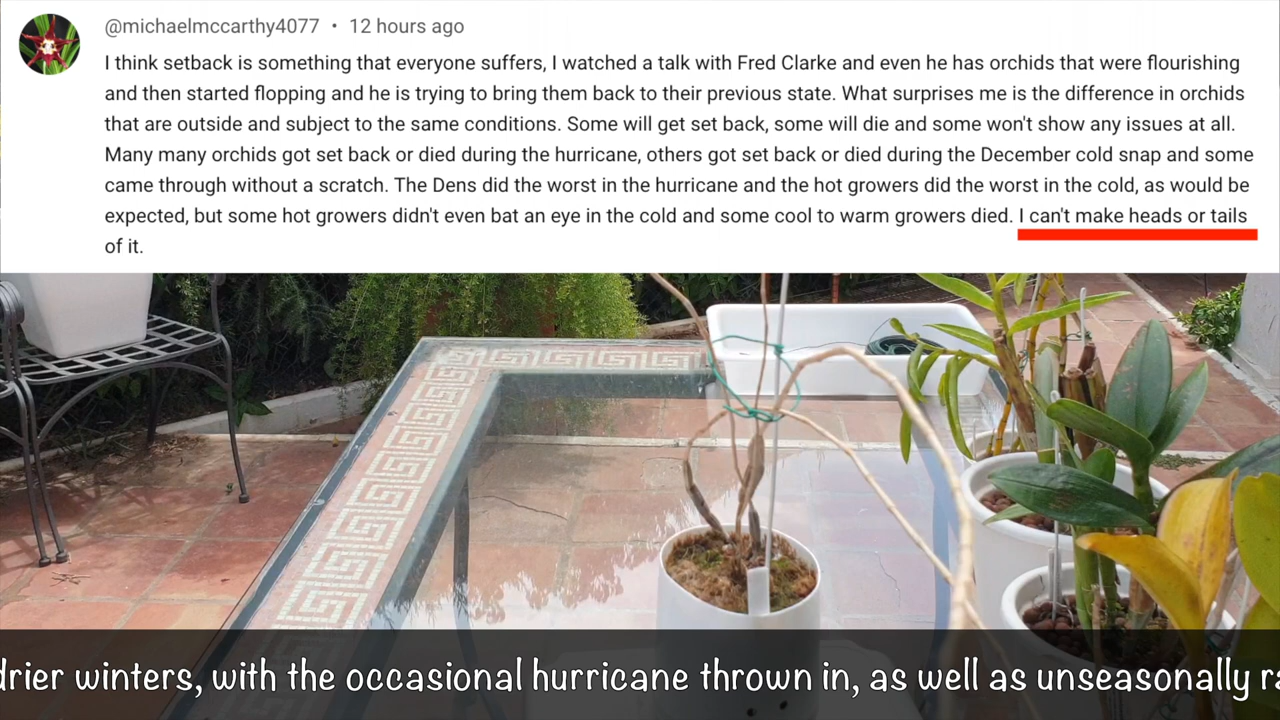 @michaelmccarthy4077 • 12 hours ago
I think setback is something that everyone suffers, I watched a talk with Fred Clarke and even he has orchids that were flourishing
and then started flopping and he is trying to bring them back to their previous state. What surprises me is the difference in orchids
that are outside and subject to the same conditions. Some will get set back, some will die and some won't show any issues at all.
Many many orchids got set back or died during the hurricane, others got set back or died during the December cold snap and some
came through without a scratch. The Dens did the worst in the hurricane and the hot growers did the worst in the cold, as would be
expected, but some hot growers didn't even bat an eye in the cold and some cool to warm growers died. I can't make heads or tails
of it.
winters, with the occasional hurricane thrown in, as well as unseasonally